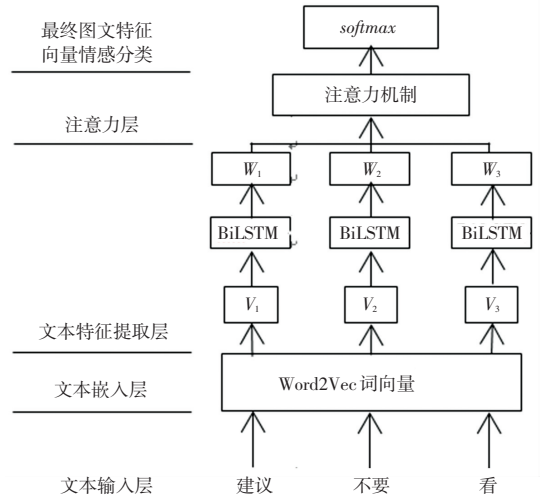 最终图文特征
向量情感分类
softmax
注意力机制
注意力层
W₁ W₂ W₃
BiLSTM BiLSTM BiLSTM
V₁ V₂ V₃
文本特征提取层
文本嵌入层
Word2Vec 词向量
文本输入层 建议 不要 看